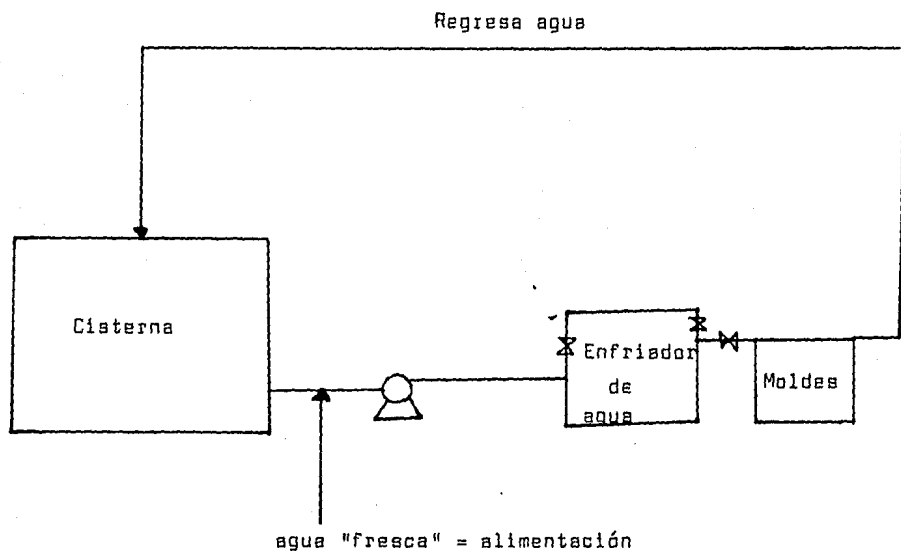 Regresa agua
Cisterna
Enfriador
de
agua
Moldes
agua "fresca" = alimentación